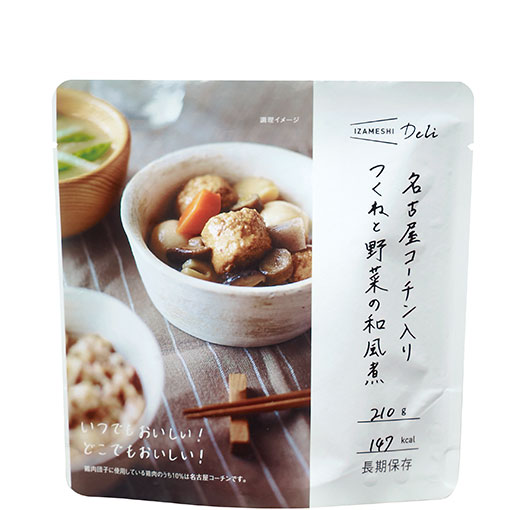 調理イメージ
IZAMESHI Deli
名古屋コーチン入り
つくねと野菜の和風煮
210g
147kcal
長期保存
いつでもおいしい!
どこでもおいしい!
鶏肉団子に使用している鶏肉のうち10%は名古屋コーチンです。